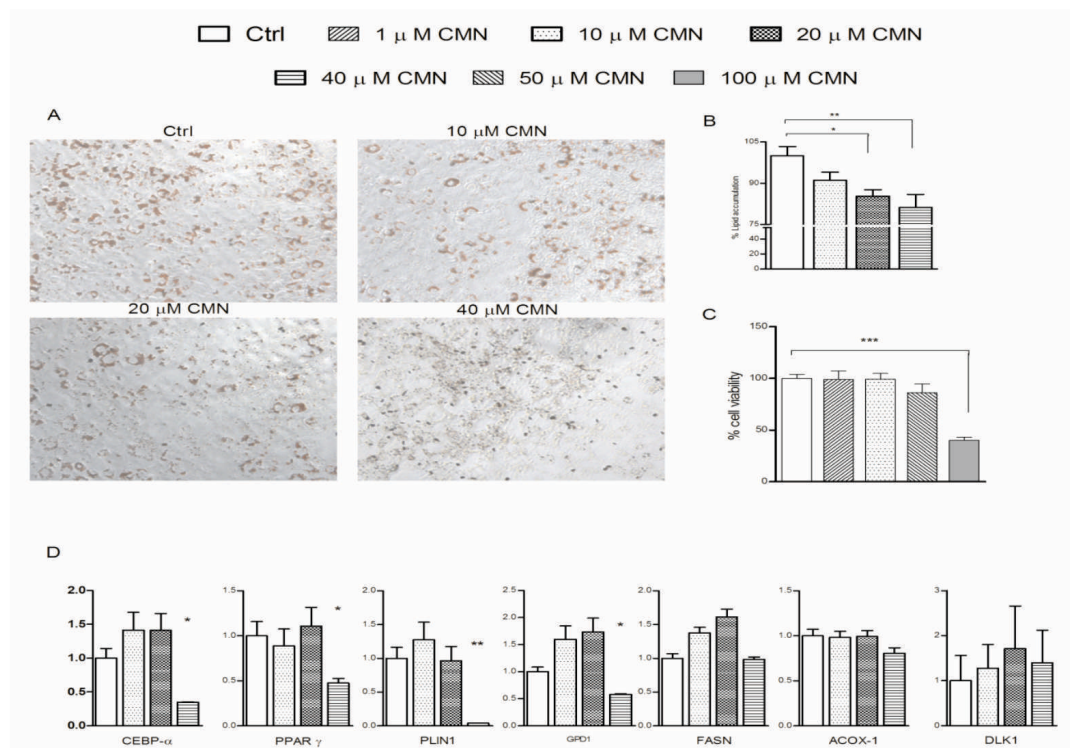 Ctrl 1 μ M CMN 10 μ M CMN 20 μ M CMN
40 μ M CMN 50 μ M CMN 100 μ M CMN
A
Ctrl 10 μM CMN
20 μM CMN 40 μM CMN
B
**
*
% Lipid accumulation
105
90
75
40
20
0
C
***
% cell viability
150
100
50
0
D
2.0
1.5
1.0
0.5
0.0
*
CEBP-α
1.5
1.0
0.5
0.0
*
PPAR γ
2.0
1.5
1.0
0.5
0.0
**
PLIN1
2.5
2.0
1.5
1.0
0.5
0.0
*
GPD1
2.0
1.5
1.0
0.5
0.0
FASN
1.5
1.0
0.5
0.0
ACOX-1
3
2
1
0
DLK1